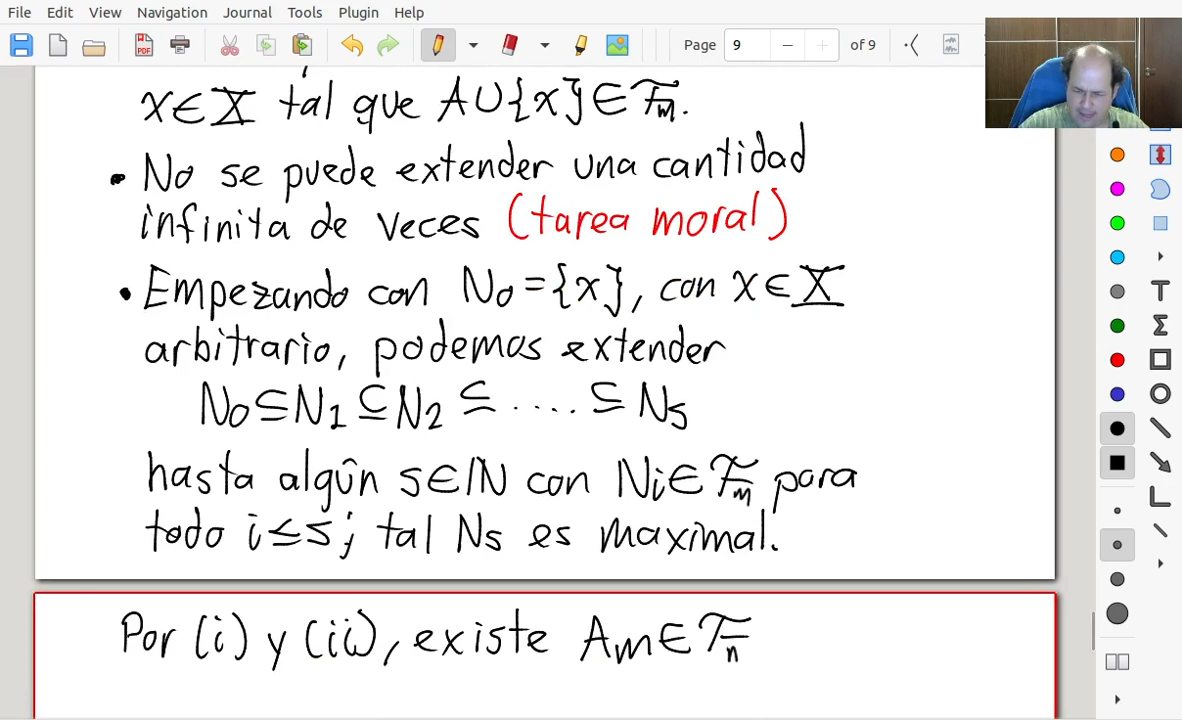 File Edit View Navigation Journal Tools Plugin Help
Page 9 of 9
x∈X tal que A∪{x}∈ℱₘ.
• No se puede extender una cantidad
infinita de veces (tarea moral)
• Empezando con N₀={x}, con x∈X
arbitrario, podemos extender
N₀⊆N₁⊆N₂⊆....⊆Nₛ
hasta algún s∈ℕ con Nᵢ∈ℱₘ para
todo i≤s; tal Nₛ es maximal.
Por (i) y (ii), existe Aₘ∈ℱₙ